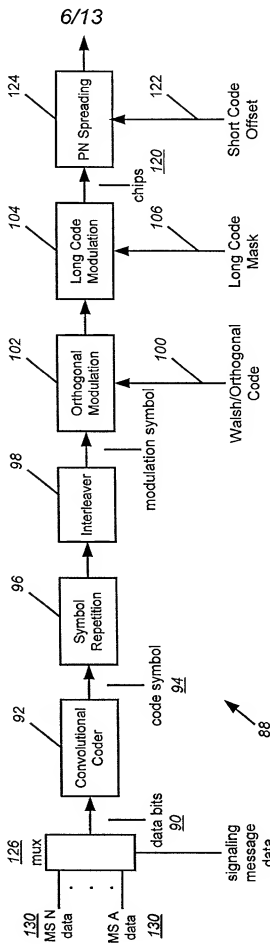 130
MS N
data
MS A
data
130
126
mux
signaling
message
data
data bits
90
92
Convolutional
Coder
code symbol
94
96
Symbol
Repetition
98
Interleaver
modulation symbol
102
Orthogonal
Modulation
100
Walsh/Orthogonal
Code
104
Long Code
Modulation
106
Long Code
Mask
chips
120
124
PN Spreading
122
Short Code
Offset
6/13
88